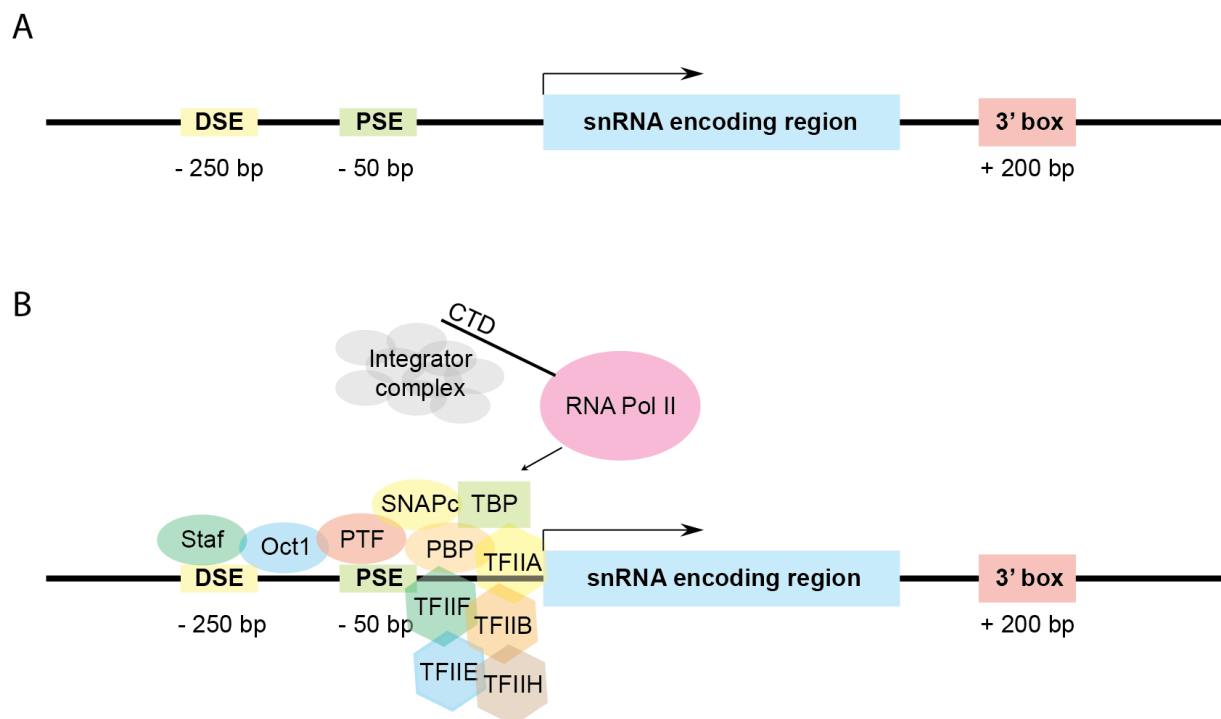 A
DSE
PSE
snRNA encoding region
3’ box
- 250 bp
- 50 bp
+ 200 bp
B
CTD
Integrator
complex
RNA Pol II
SNAPc
TBP
Staf
Oct1
PTF
PBP
TFIIA
DSE
PSE
snRNA encoding region
3’ box
- 250 bp
- 50 bp
TFIIF
TFIIB
+ 200 bp
TFIIE
TFIIH